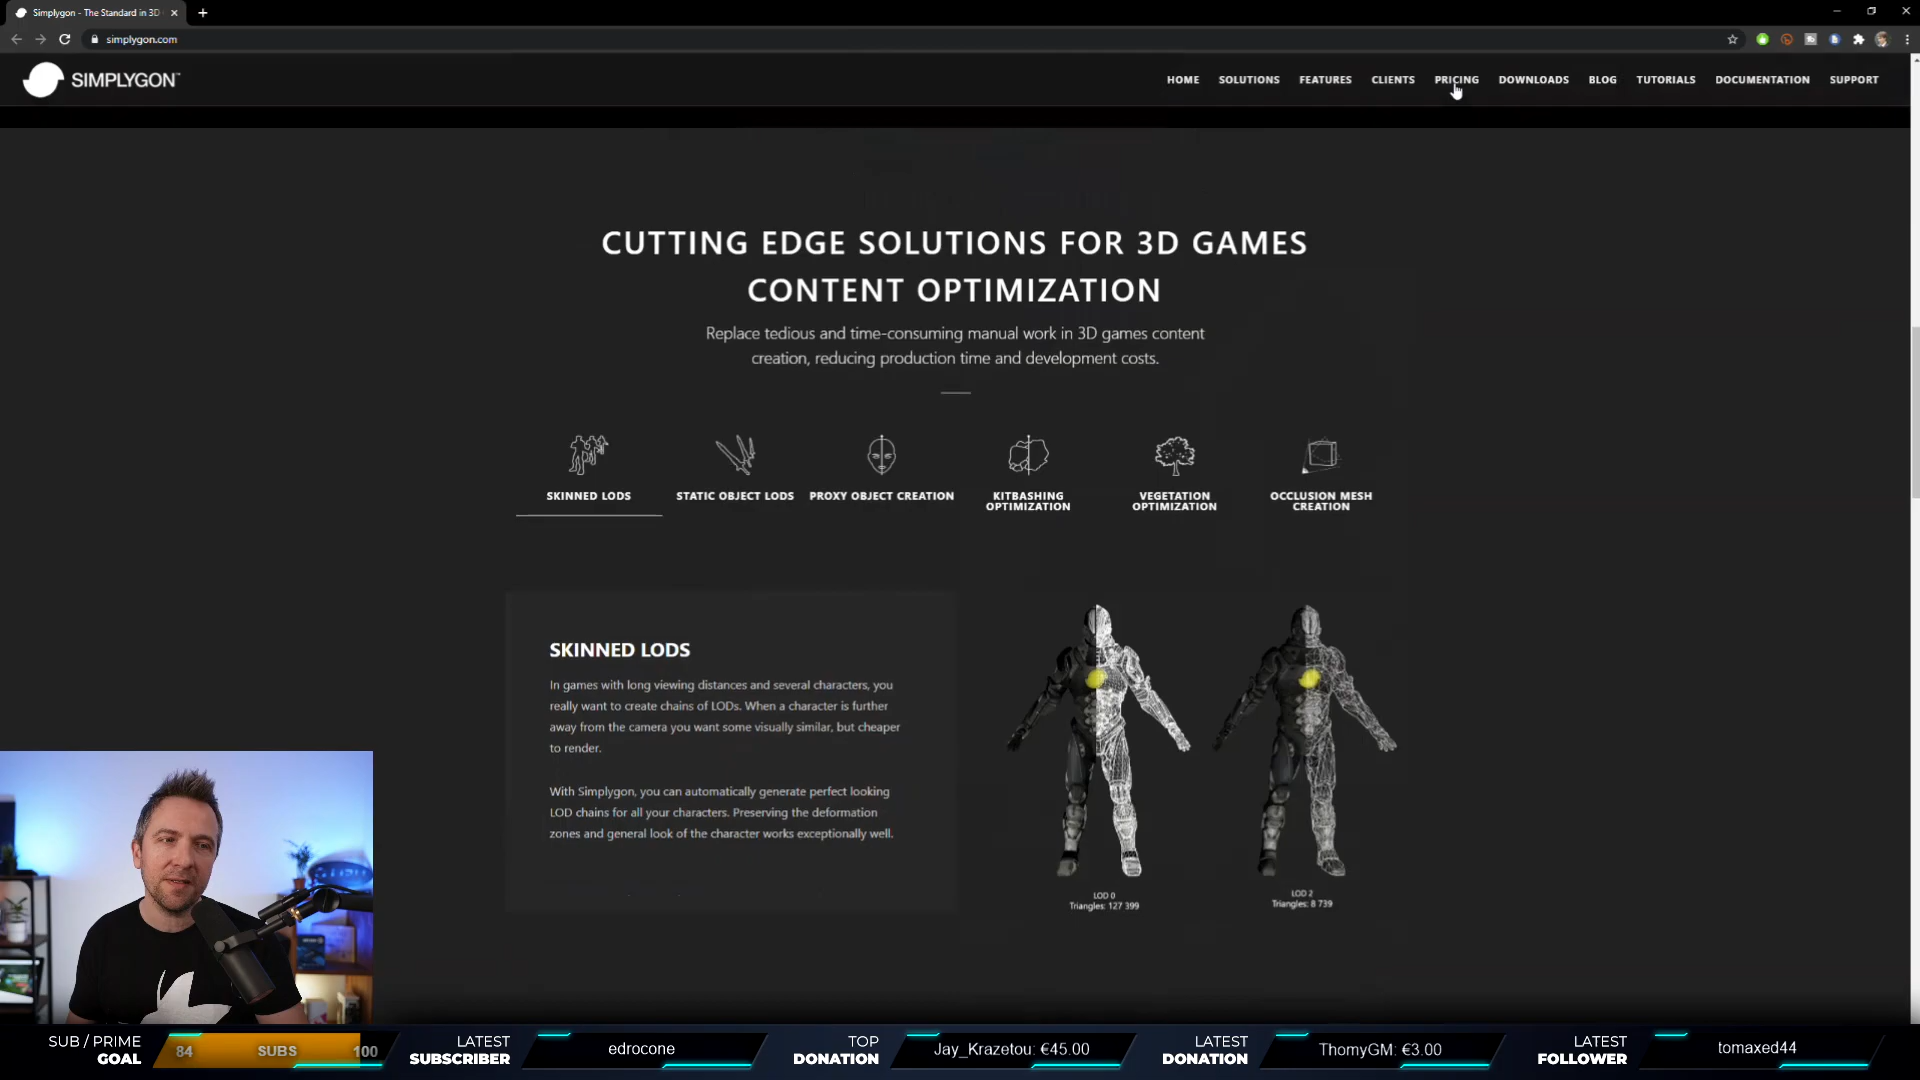 Simplygon - The Standard in 3D
simplygon.com
SIMPLYGON™
HOME SOLUTIONS FEATURES CLIENTS PRICING DOWNLOADS BLOG TUTORIALS DOCUMENTATION SUPPORT
CUTTING EDGE SOLUTIONS FOR 3D GAMES
CONTENT OPTIMIZATION
Replace tedious and time-consuming manual work in 3D games content
creation, reducing production time and development costs.
SKINNED LODS
STATIC OBJECT LODS
PROXY OBJECT CREATION
KITBASHING
OPTIMIZATION
VEGETATION
OPTIMIZATION
OCCLUSION MESH
CREATION
SKINNED LODS
In games with long viewing distances and several characters, you
really want to create chains of LODs. When a character is further
away from the camera you want some visually similar, but cheaper
to render.
With Simplygon, you can automatically generate perfect looking
LOD chains for all your characters. Preserving the deformation
zones and general look of the character works exceptionally well.
LOD 0
Triangles: 127 399
LOD 2
Triangles: 8 739
SUB / PRIME
GOAL
84 SUBS 100
LATEST
SUBSCRIBER
edrocone
TOP
DONATION
Jay_Krazetou: €45.00
LATEST
DONATION
ThomyGM: €3.00
LATEST
FOLLOWER
tomaxed44